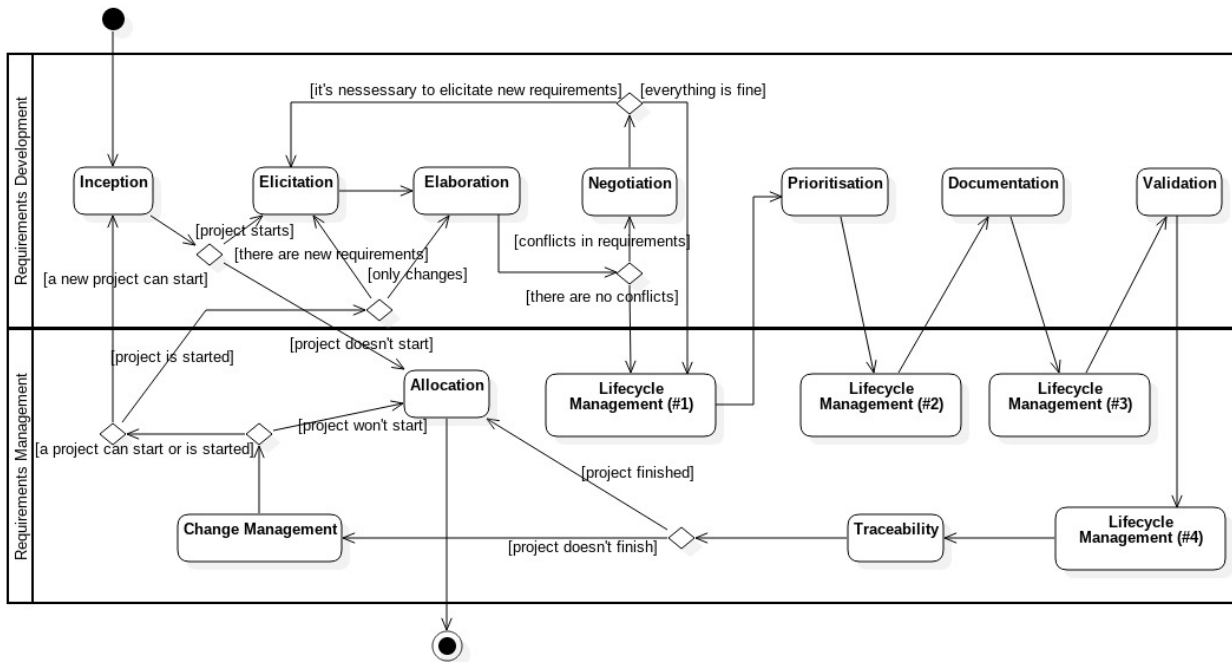 Requirements Development
[it's nessessary to elicitate new requirements]
[everything is fine]
Inception
Elicitation
Elaboration
Negotiation
Prioritisation
Documentation
Validation
[project starts]
[there are new requirements]
[conflicts in requirements]
[a new project can start]
[only changes]
[there are no conflicts]
Requirements Management
[project is started]
[project doesn't start]
Allocation
Lifecycle
Management (#1)
Lifecycle
Management (#2)
Lifecycle
Management (#3)
[a project can start or is started]
[project won't start]
[project finished]
Change Management
[project doesn't finish]
Traceability
Lifecycle
Management (#4)